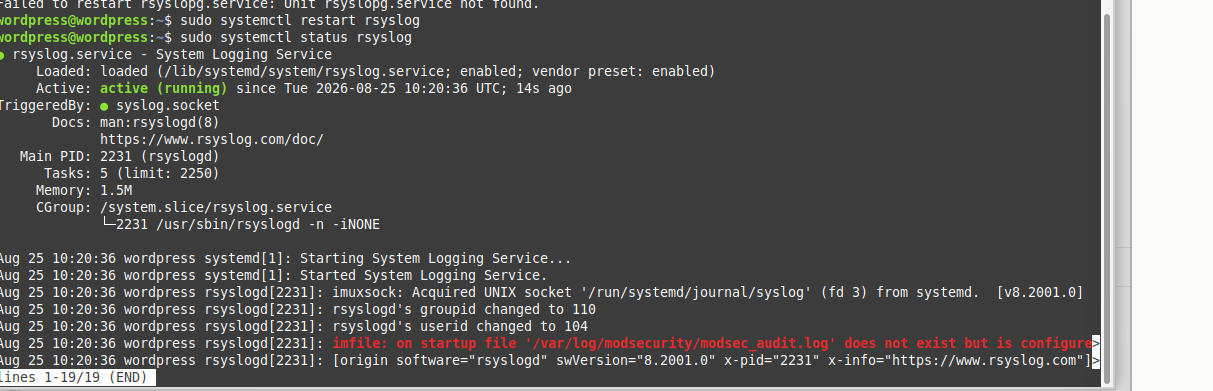 Failed to restart rsyslopg.service: Unit rsyslopg.service not found.
wordpress@wordpress:~$ sudo systemctl restart rsyslog
wordpress@wordpress:~$ sudo systemctl status rsyslog
● rsyslog.service - System Logging Service
Loaded: loaded (/lib/systemd/system/rsyslog.service; enabled; vendor preset: enabled)
Active: active (running) since Tue 2026-08-25 10:20:36 UTC; 14s ago
TriggeredBy: ● syslog.socket
Docs: man:rsyslogd(8)
https://www.rsyslog.com/doc/
Main PID: 2231 (rsyslogd)
Tasks: 5 (limit: 2250)
Memory: 1.5M
CGroup: /system.slice/rsyslog.service
└─2231 /usr/sbin/rsyslogd -n -iNONE
Aug 25 10:20:36 wordpress systemd[1]: Starting System Logging Service...
Aug 25 10:20:36 wordpress systemd[1]: Started System Logging Service.
Aug 25 10:20:36 wordpress rsyslogd[2231]: imuxsock: Acquired UNIX socket '/run/systemd/journal/syslog' (fd 3) from systemd.  [v8.2001.0]
Aug 25 10:20:36 wordpress rsyslogd[2231]: rsyslogd's groupid changed to 110
Aug 25 10:20:36 wordpress rsyslogd[2231]: rsyslogd's userid changed to 104
Aug 25 10:20:36 wordpress rsyslogd[2231]: imfile: on startup file '/var/log/modsecurity/modsec_audit.log' does not exist but is configure>
Aug 25 10:20:36 wordpress rsyslogd[2231]: [origin software="rsyslogd" swVersion="8.2001.0" x-pid="2231" x-info="https://www.rsyslog.com"]>
lines 1-19/19 (END)